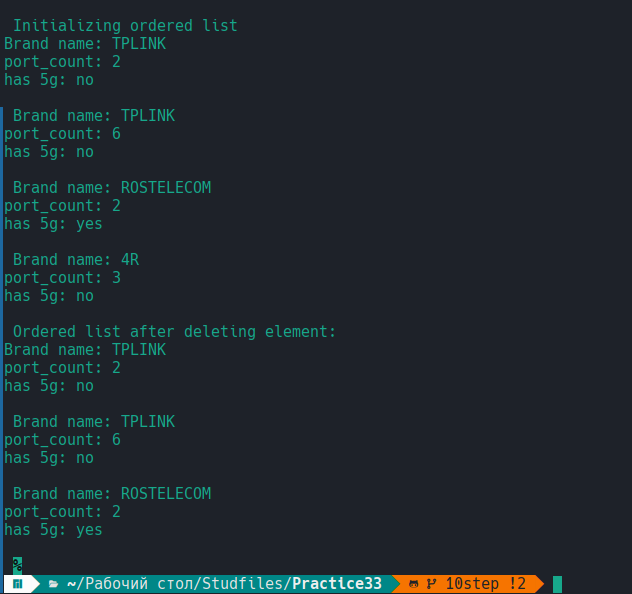 Initializing ordered list
Brand name: TPLINK
port_count: 2
has 5g: no
Brand name: TPLINK
port_count: 6
has 5g: no
Brand name: ROSTELECOM
port_count: 2
has 5g: yes
Brand name: 4R
port_count: 3
has 5g: no
Ordered list after deleting element:
Brand name: TPLINK
port_count: 2
has 5g: no
Brand name: TPLINK
port_count: 6
has 5g: no
Brand name: ROSTELECOM
port_count: 2
has 5g: yes
%
~/Рабочий стол/Studfiles/Practice33 10step !2